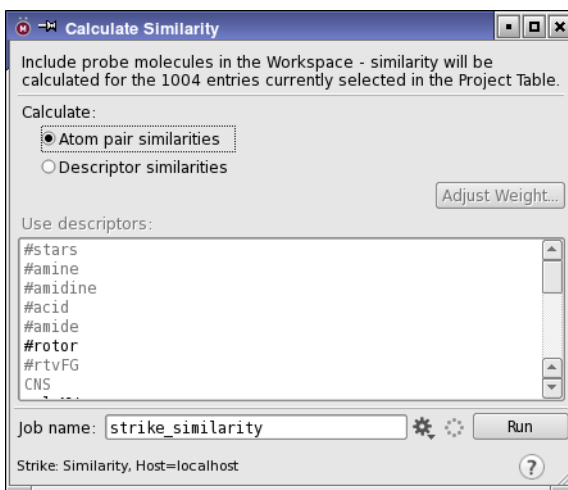 Calculate Similarity
Include probe molecules in the Workspace - similarity will be
calculated for the 1004 entries currently selected in the Project Table.
Calculate:
Atom pair similarities
Descriptor similarities
Adjust Weight...
Use descriptors:
#stars
#amine
#amidine
#acid
#amide
#rotor
#rtvFG
CNS
Job name: strike_similarity Run
Strike: Similarity, Host=localhost ?